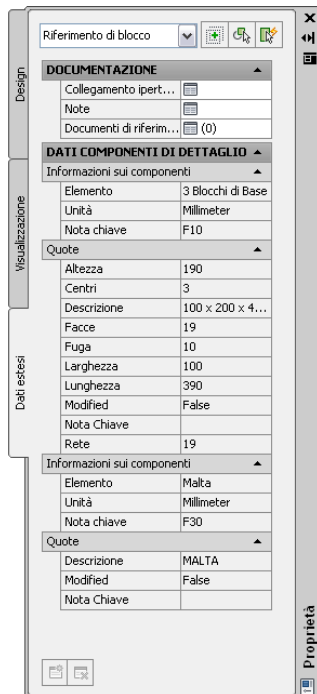 Riferimento di blocco
DOCUMENTAZIONE
Collegamento ipert...
Note
Documenti di riferim... (0)
DATI COMPONENTI DI DETTAGLIO
Informazioni sui componenti
Elemento 3 Blocchi di Base
Unità Millimeter
Nota chiave F10
Quote
Altezza 190
Centri 3
Descrizione 100 x 200 x 4...
Facce 19
Fuga 10
Larghezza 100
Lunghezza 390
Modified False
Nota Chiave
Rete 19
Informazioni sui componenti
Elemento Malta
Unità Millimeter
Nota chiave F30
Quote
Descrizione MALTA
Modified False
Nota Chiave
Design
Visualizzazione
Dati estesi
Proprietà